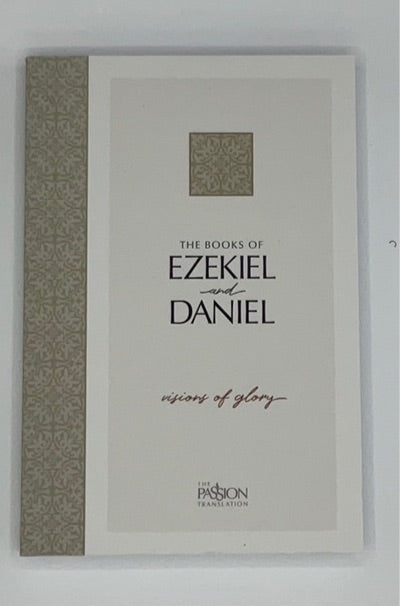 THE BOOKS OF
EZEKIEL
and
DANIEL
visions of glory
THE
PASSION
TRANSLATION